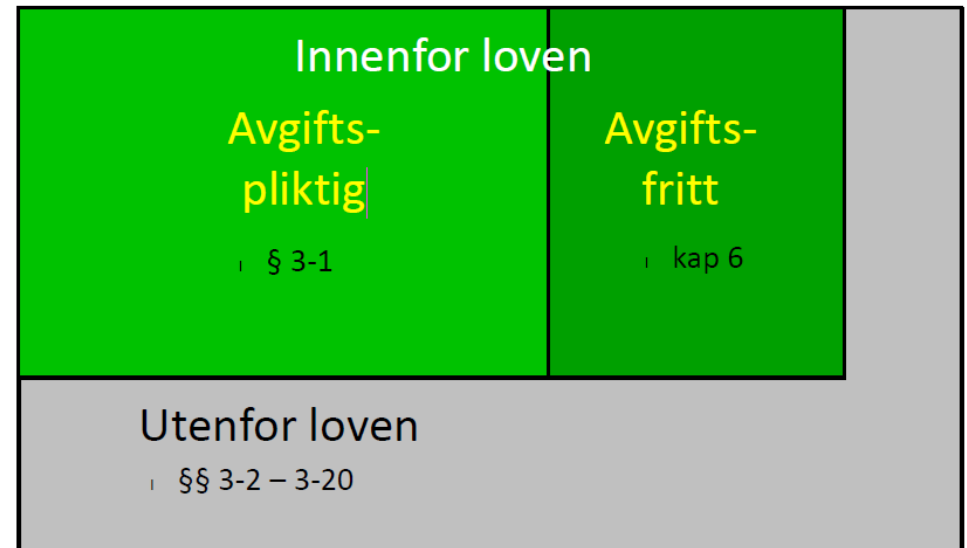 Innenfor loven
Avgifts-
pliktig
§ 3-1
Avgifts-
fritt
kap 6
Utenfor loven
§§ 3-2 – 3-20